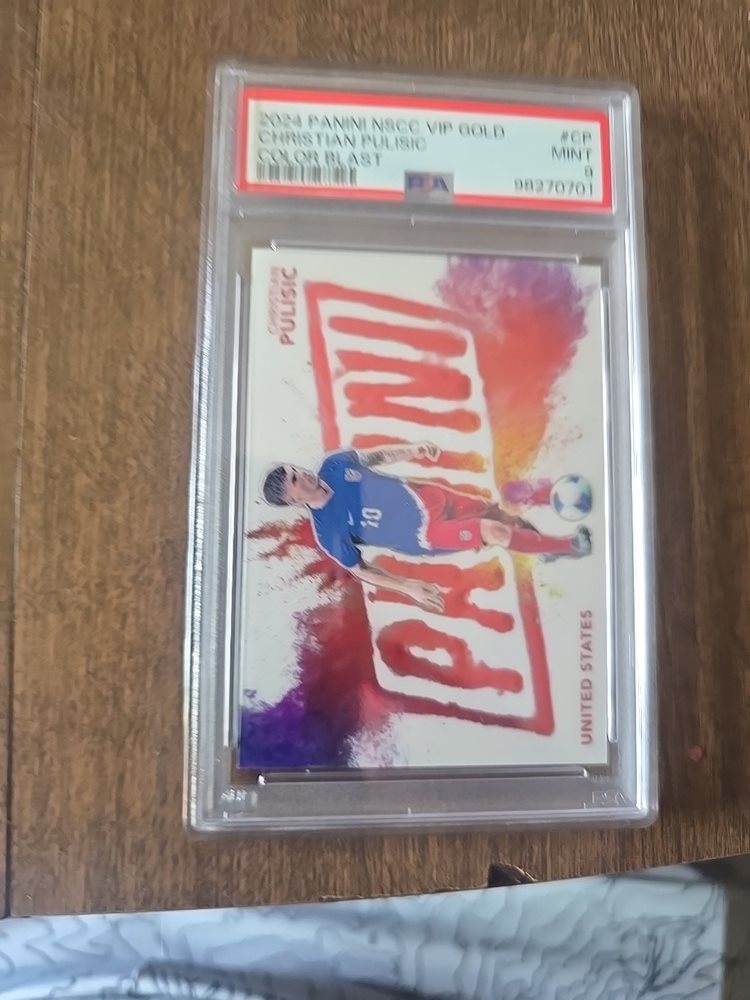 2024 PANINI NSCC VIP GOLD #CP
CHRISTIAN PULISIC MINT
COLOR BLAST 9
PSA 98270701
CHRISTIAN
PULISIC
PANINI
10
UNITED STATES
PSA